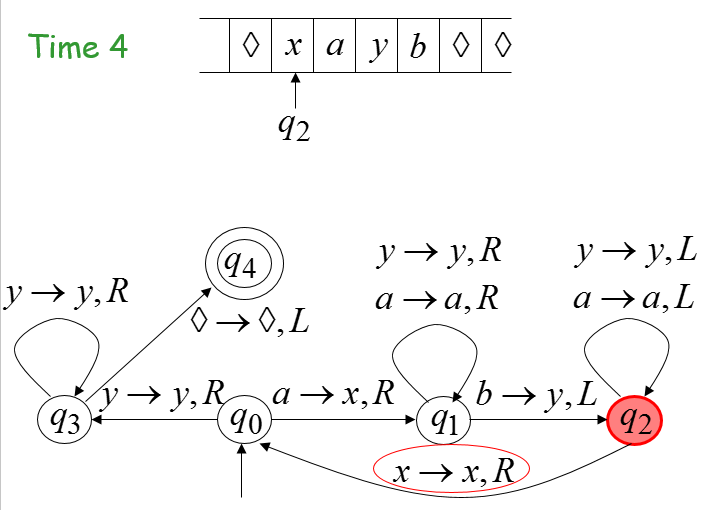 Time 4
◊ x a y b ◊ ◊
q₂
y → y, R
y → y, L
q₄
y → y, R
a → a, R
a → a, L
◊ → ◊, L
y → y, R
a → x, R
b → y, L
q₃
q₀
q₁
q₂
x → x, R